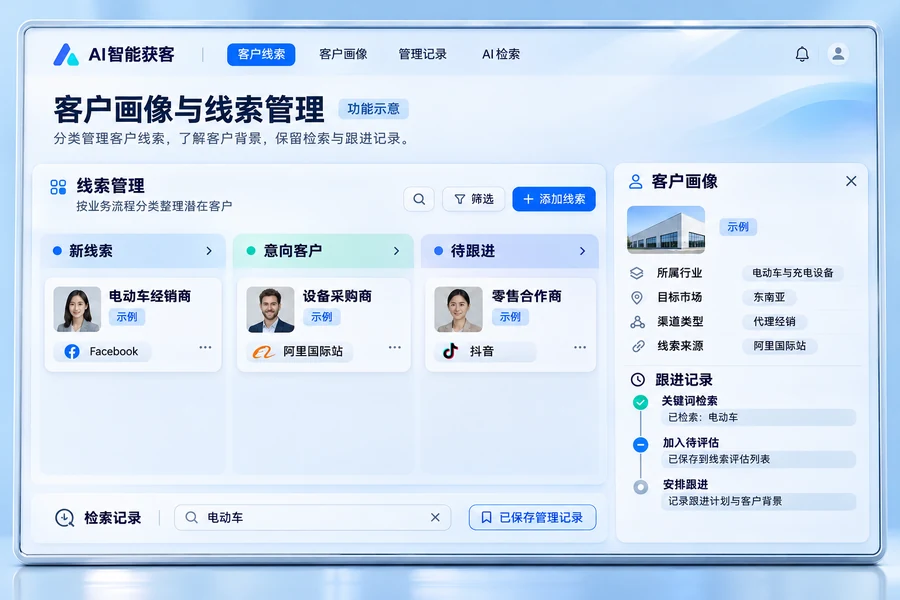 AI智能获客
客户线索
客户画像
管理记录
AI检索
客户画像与线索管理
功能示意
分类管理客户线索，了解客户背景，保留检索与跟进记录。
线索管理
按业务流程分类整理潜在客户
筛选
+ 添加线索
新线索
意向客户
待跟进
电动车经销商
示例
Facebook
设备采购商
示例
阿里国际站
零售合作商
示例
抖音
检索记录
电动车
已保存管理记录
客户画像
示例
所属行业 电动车与充电设备
目标市场 东南亚
渠道类型 代理经销
线索来源 阿里国际站
跟进记录
关键词检索
已检索：电动车
加入待评估
已保存到线索评估列表
安排跟进
记录跟进计划与客户背景